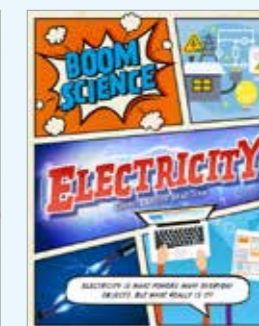 BOOM
SCIENCE
ELECTRICITY
ELECTRICITY IS WHAT POWERS MANY EVERYDAY
OBJECTS, BUT WHAT REALLY IS IT?